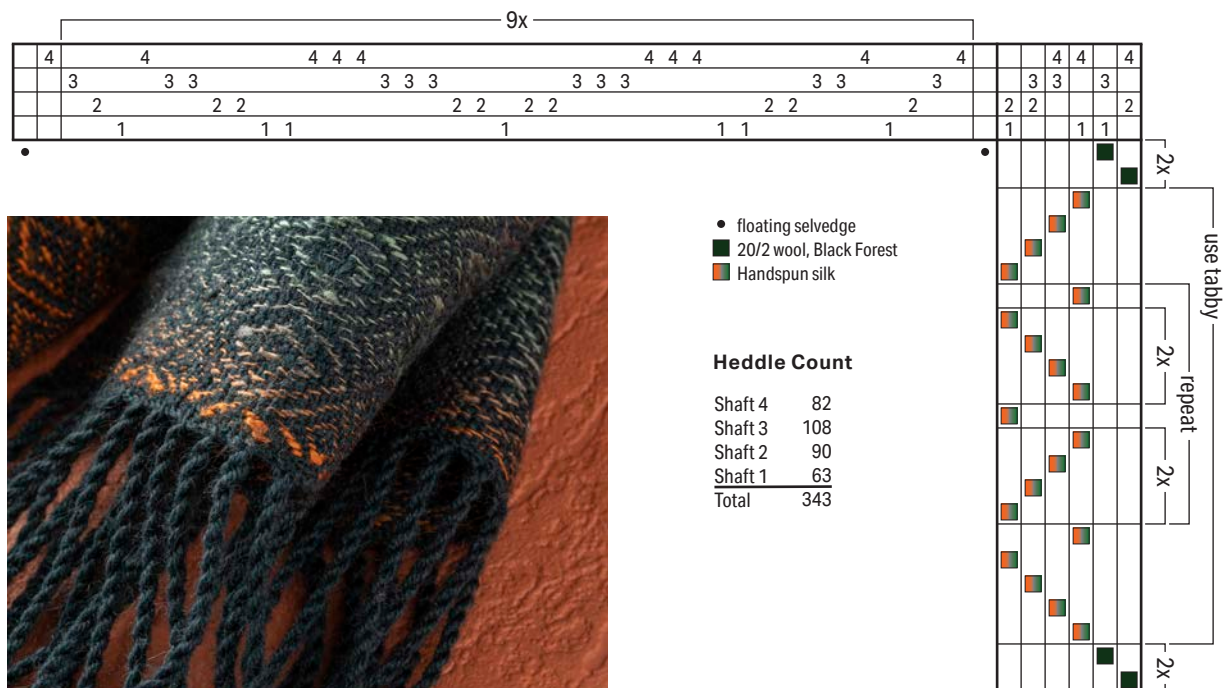 9x
4 4 4 4 4 4 4 4 4 4 4 4 4
3 3 3 3 3 3 3 3 3 3 3 3 3 3 3
2 2 2 2 2 2 2 2 2 2 2 2 2
1 1 1 1 1 1 1 1 1 1
2x
use tabby
floating selvedge
20/2 wool, Black Forest
Handspun silk
2x
repeat
2x
2x
Heddle Count
Shaft 4 82
Shaft 3 108
Shaft 2 90
Shaft 1 63
Total 343